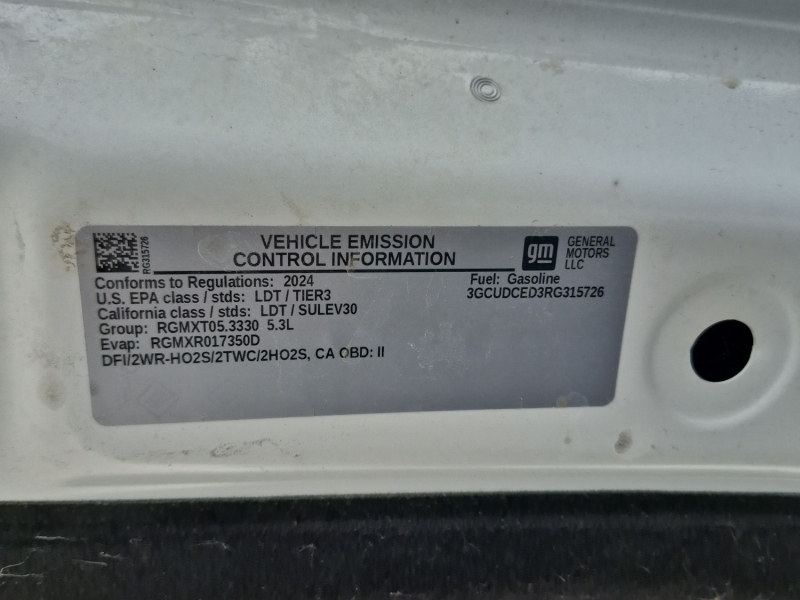 RG315726
VEHICLE EMISSION
CONTROL INFORMATION
gm
GENERAL
MOTORS
LLC
Conforms to Regulations: 2024
U.S. EPA class / stds: LDT / TIER3
California class / stds: LDT / SULEV30
Group: RGMXT05.3330 5.3L
Evap: RGMXR017350D
DFI/2WR-HO2S/2TWC/2HO2S, CA OBD: II
Fuel: Gasoline
3GCUDCED3RG315726